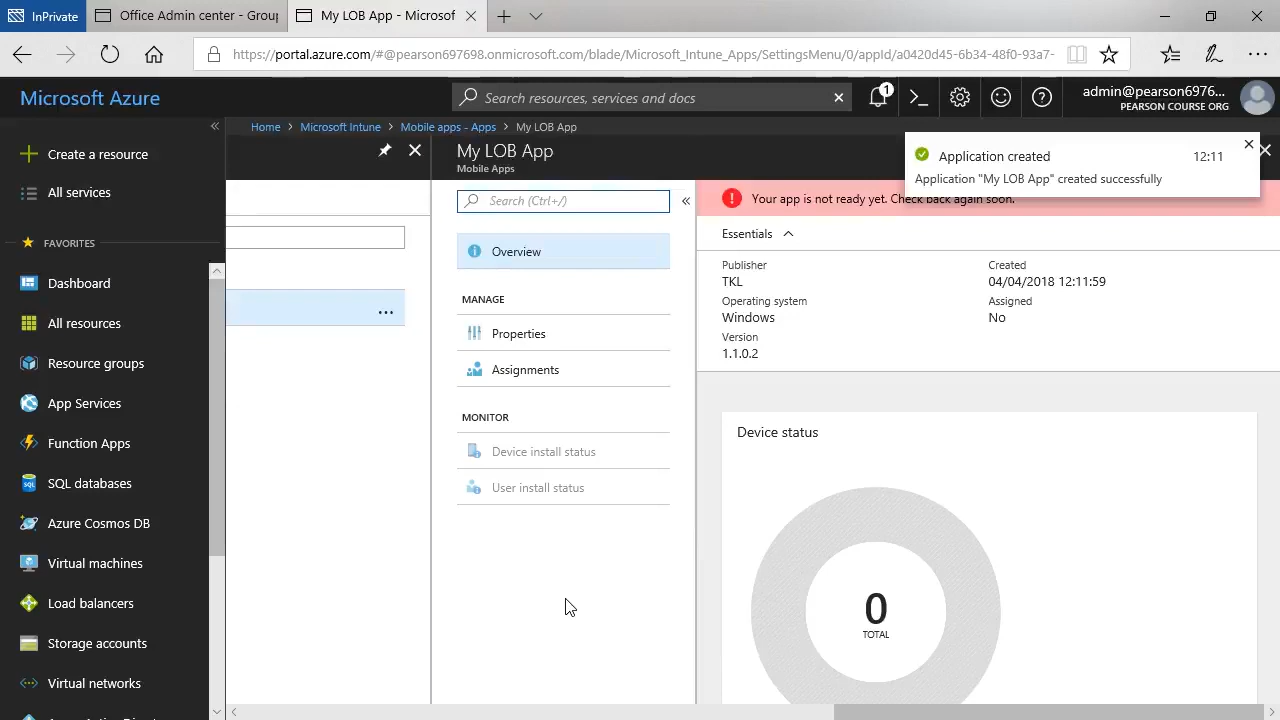 InPrivate
Office Admin center - Group
My LOB App - Microsof
https://portal.azure.com/#@pearson697698.onmicrosoft.com/blade/Microsoft_Intune_Apps/SettingsMenu/0/appId/a0420d45-6b34-48f0-93a7-
Microsoft Azure
Search resources, services and docs
1
admin@pearson6976...
PEARSON COURSE ORG
Home > Microsoft Intune > Mobile apps - Apps > My LOB App
Create a resource
All services
FAVORITES
Dashboard
All resources
Resource groups
App Services
Function Apps
SQL databases
Azure Cosmos DB
Virtual machines
Load balancers
Storage accounts
Virtual networks
My LOB App
Mobile Apps
Search (Ctrl+/)
Overview
MANAGE
Properties
Assignments
MONITOR
Device install status
User install status
Application created 12:11
Application "My LOB App" created successfully
Your app is not ready yet. Check back again soon.
Essentials
Publisher
TKL
Operating system
Windows
Version
1.1.0.2
Created
04/04/2018 12:11:59
Assigned
No
Device status
0
TOTAL